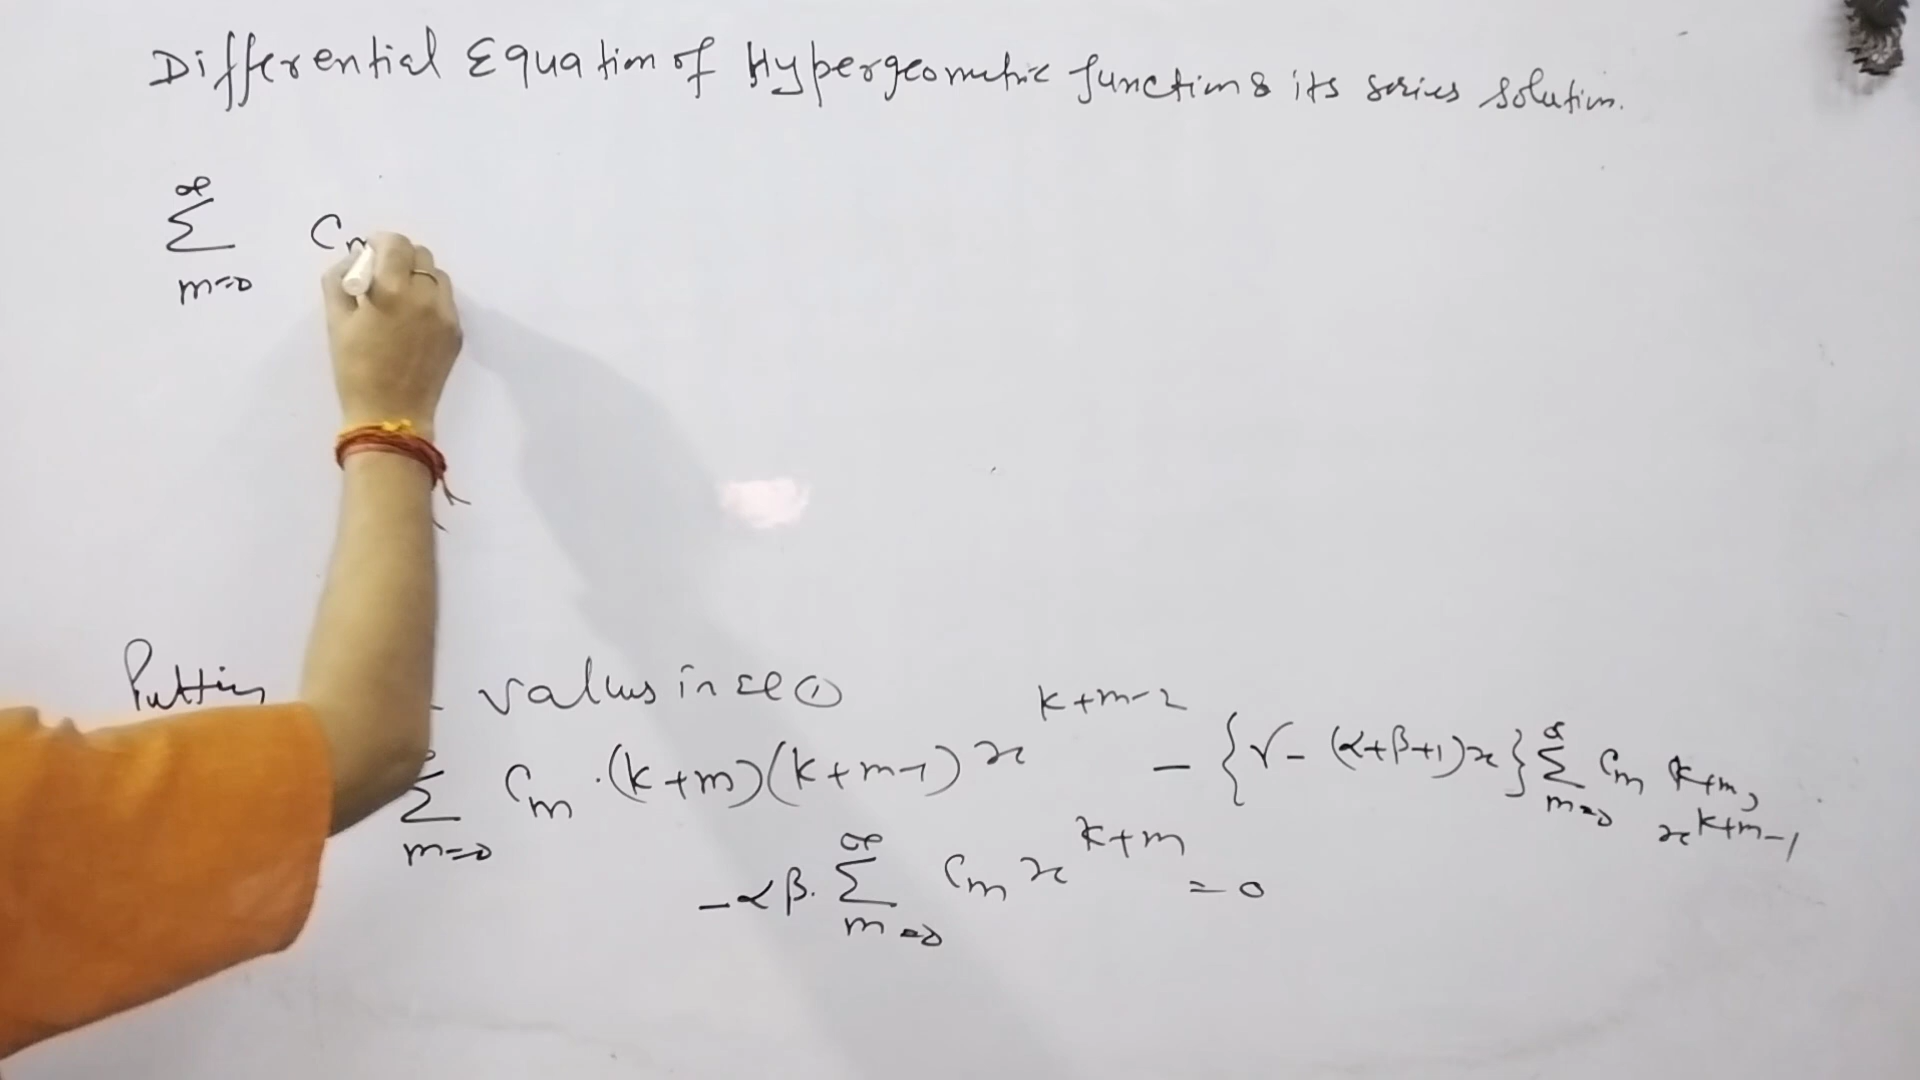 Differential Equation of Hypergeometric function & its series solution.
∞ Σ m=0 Cm
Putting values in eq ①
Σ m=0 Cm .(k+m)(k+m-1) x^k+m-2 - {γ - (α+β+1)x} ∞ Σ m=0 Cm k+m, x^k+m-1
-αβ. ∞ Σ m=0 Cm x^k+m = 0